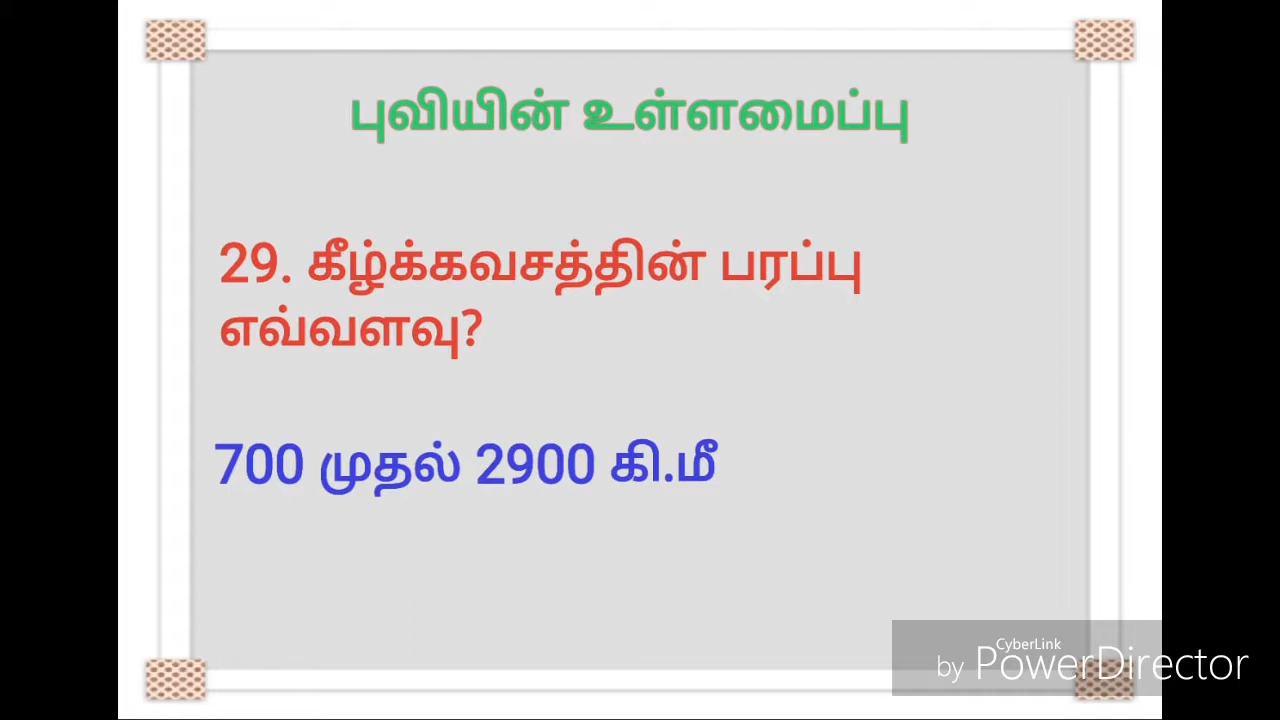 புவியின் உள்ளமைப்பு
29. கீழ்க்கவசத்தின் பரப்பு
எவ்வளவு?
700 முதல் 2900 கி.மீ
CyberLink
by PowerDirector